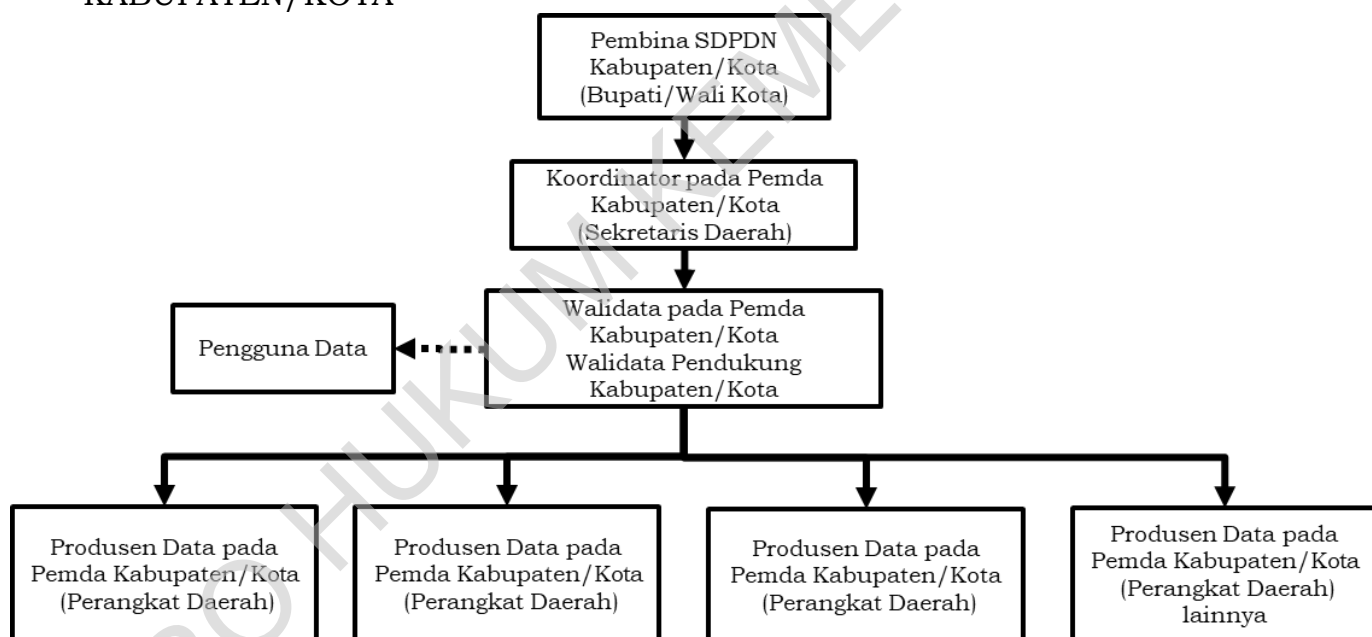 KABUPATEN/KOTA
Pembina SDPDN
Kabupaten/Kota
(Bupati/Wali Kota)
Koordinator pada Pemda
Kabupaten/Kota
(Sekretaris Daerah)
Walidata pada Pemda
Kabupaten/Kota
Walidata Pendukung
Kabupaten/Kota
Pengguna Data
Produsen Data pada
Pemda Kabupaten/Kota
(Perangkat Daerah)
Produsen Data pada
Pemda Kabupaten/Kota
(Perangkat Daerah)
Produsen Data pada
Pemda Kabupaten/Kota
(Perangkat Daerah)
Produsen Data pada
Pemda Kabupaten/Kota
(Perangkat Daerah)
lainnya
HUKUM